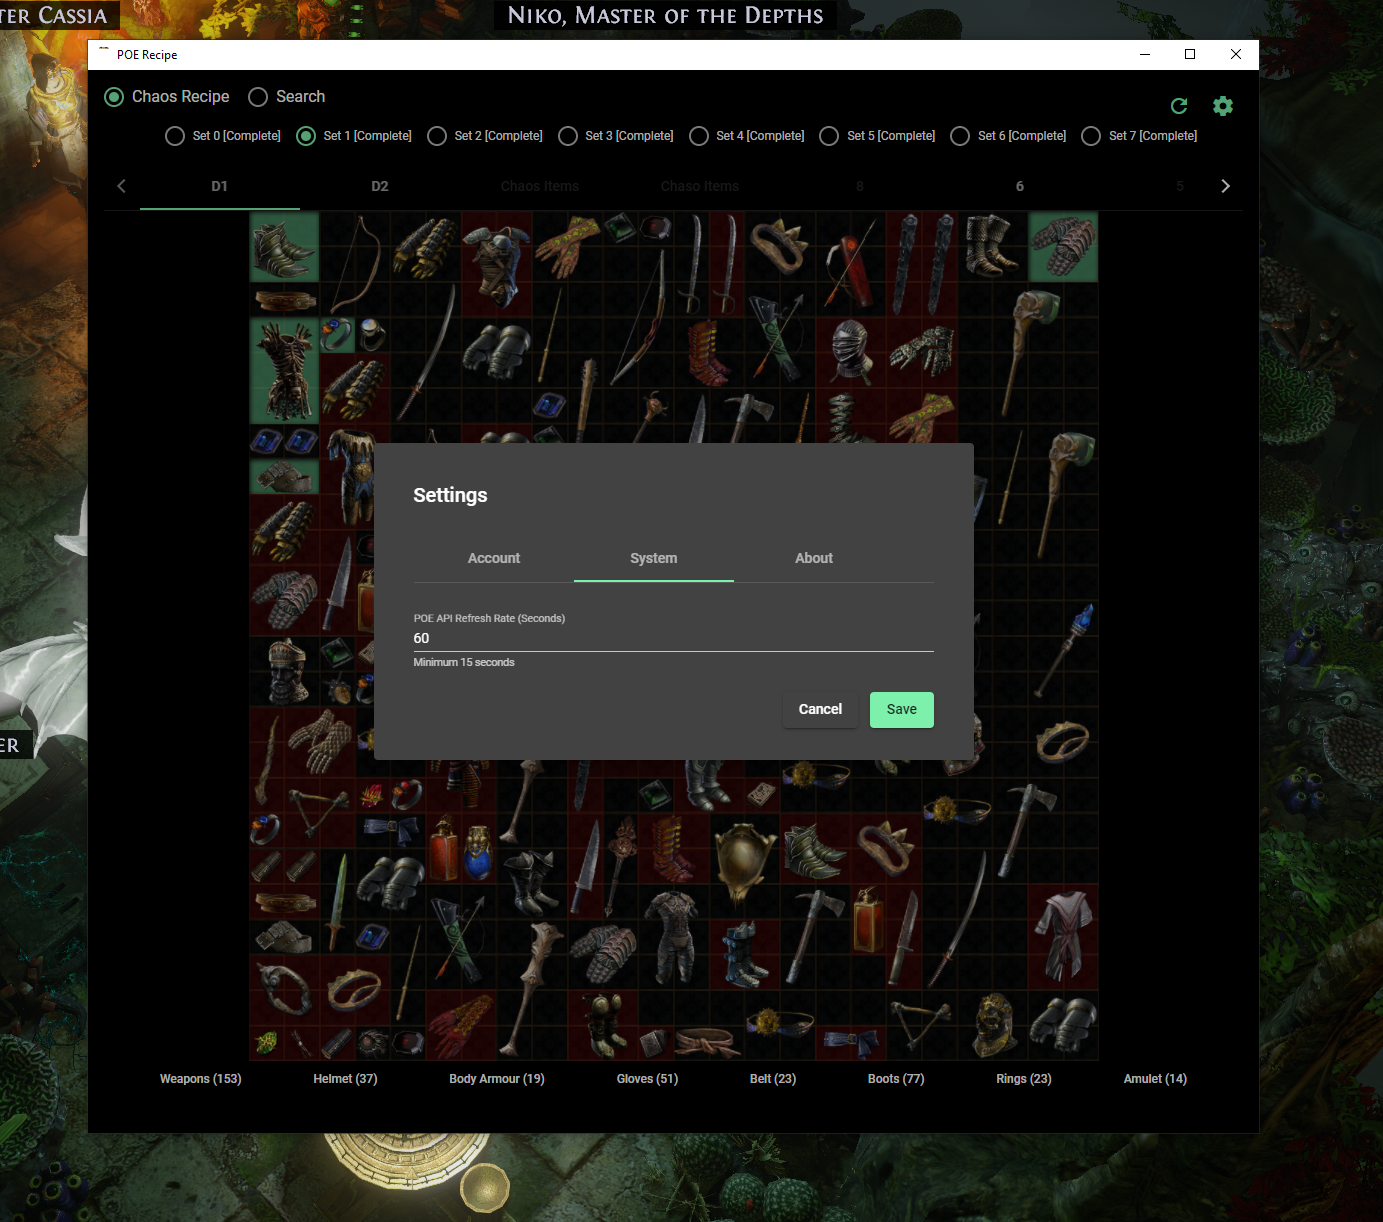 TER CASSIA
NIKO, MASTER OF THE DEPTHS
POE Recipe
Chaos Recipe
Search
Set 0 [Complete]
Set 1 [Complete]
Set 2 [Complete]
Set 3 [Complete]
Set 4 [Complete]
Set 5 [Complete]
Set 6 [Complete]
Set 7 [Complete]
D1
D2
Chaos Items
Chaso Items
8
6
5
Settings
Account
System
About
POE API Refresh Rate (Seconds)
60
Minimum 15 seconds
Cancel
Save
ER
Weapons (153)
Helmet (37)
Body Armour (19)
Gloves (51)
Belt (23)
Boots (77)
Rings (23)
Amulet (14)